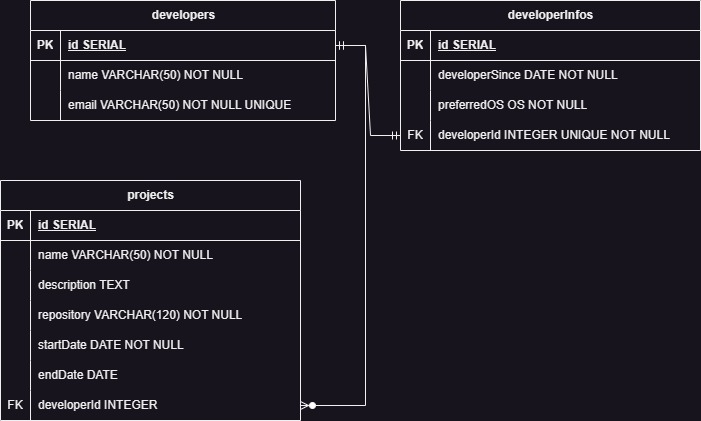 developers
PK id SERIAL
name VARCHAR(50) NOT NULL
email VARCHAR(50) NOT NULL UNIQUE
developerInfos
PK id SERIAL
developerSince DATE NOT NULL
preferredOS OS NOT NULL
FK developerId INTEGER UNIQUE NOT NULL
projects
PK id SERIAL
name VARCHAR(50) NOT NULL
description TEXT
repository VARCHAR(120) NOT NULL
startDate DATE NOT NULL
endDate DATE
FK developerId INTEGER